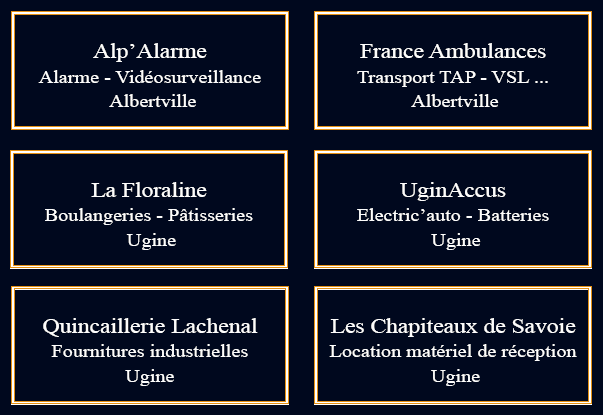 Alp’Alarme
Alarme - Vidéosurveillance
Albertville
France Ambulances
Transport TAP - VSL ...
Albertville
La Floraline
Boulangeries - Pâtisseries
Ugine
UginAccus
Electric’auto - Batteries
Ugine
Quincaillerie Lachenal
Fournitures industrielles
Ugine
Les Chapiteaux de Savoie
Location matériel de réception
Ugine